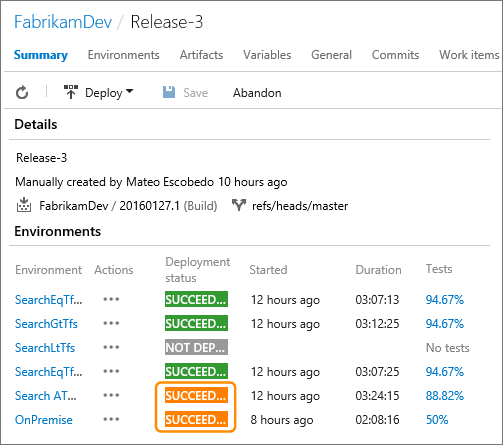 FabrikamDev / Release-3
Summary Environments Artifacts Variables General Commits Work items
Deploy Save Abandon
Details
Release-3
Manually created by Mateo Escobedo 10 hours ago
FabrikamDev / 20160127.1 (Build) refs/heads/master
Environments
Environment Actions Deployment status Started Duration Tests
SearchEqTf... ... SUCCEED... 12 hours ago 03:07:13 94.67%
SearchGtTfs ... SUCCEED... 12 hours ago 03:12:25 94.67%
SearchLtTfs ... NOT DEP... No tests
SearchEqTf... ... SUCCEED... 12 hours ago 03:07:25 94.67%
Search AT... ... SUCCEED... 12 hours ago 03:24:15 88.82%
OnPremise ... SUCCEED... 8 hours ago 02:08:16 50%